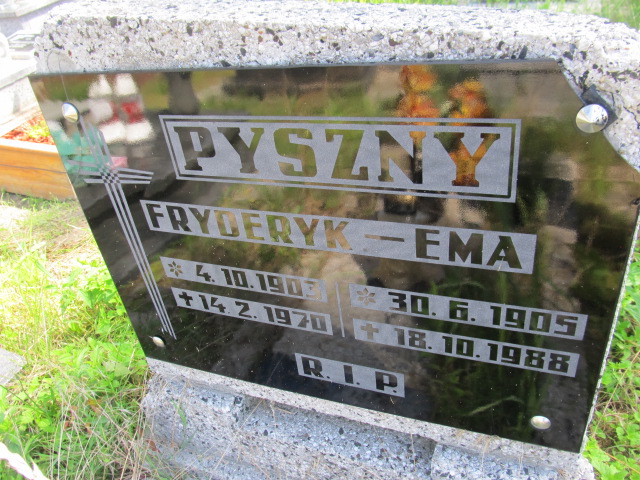 PYSZNY
FRYDERYK — EMA
* 4.10.1903 * 30.6.1905
✝ 14.2.1970 ✝ 18.10.1988
R.I.P.